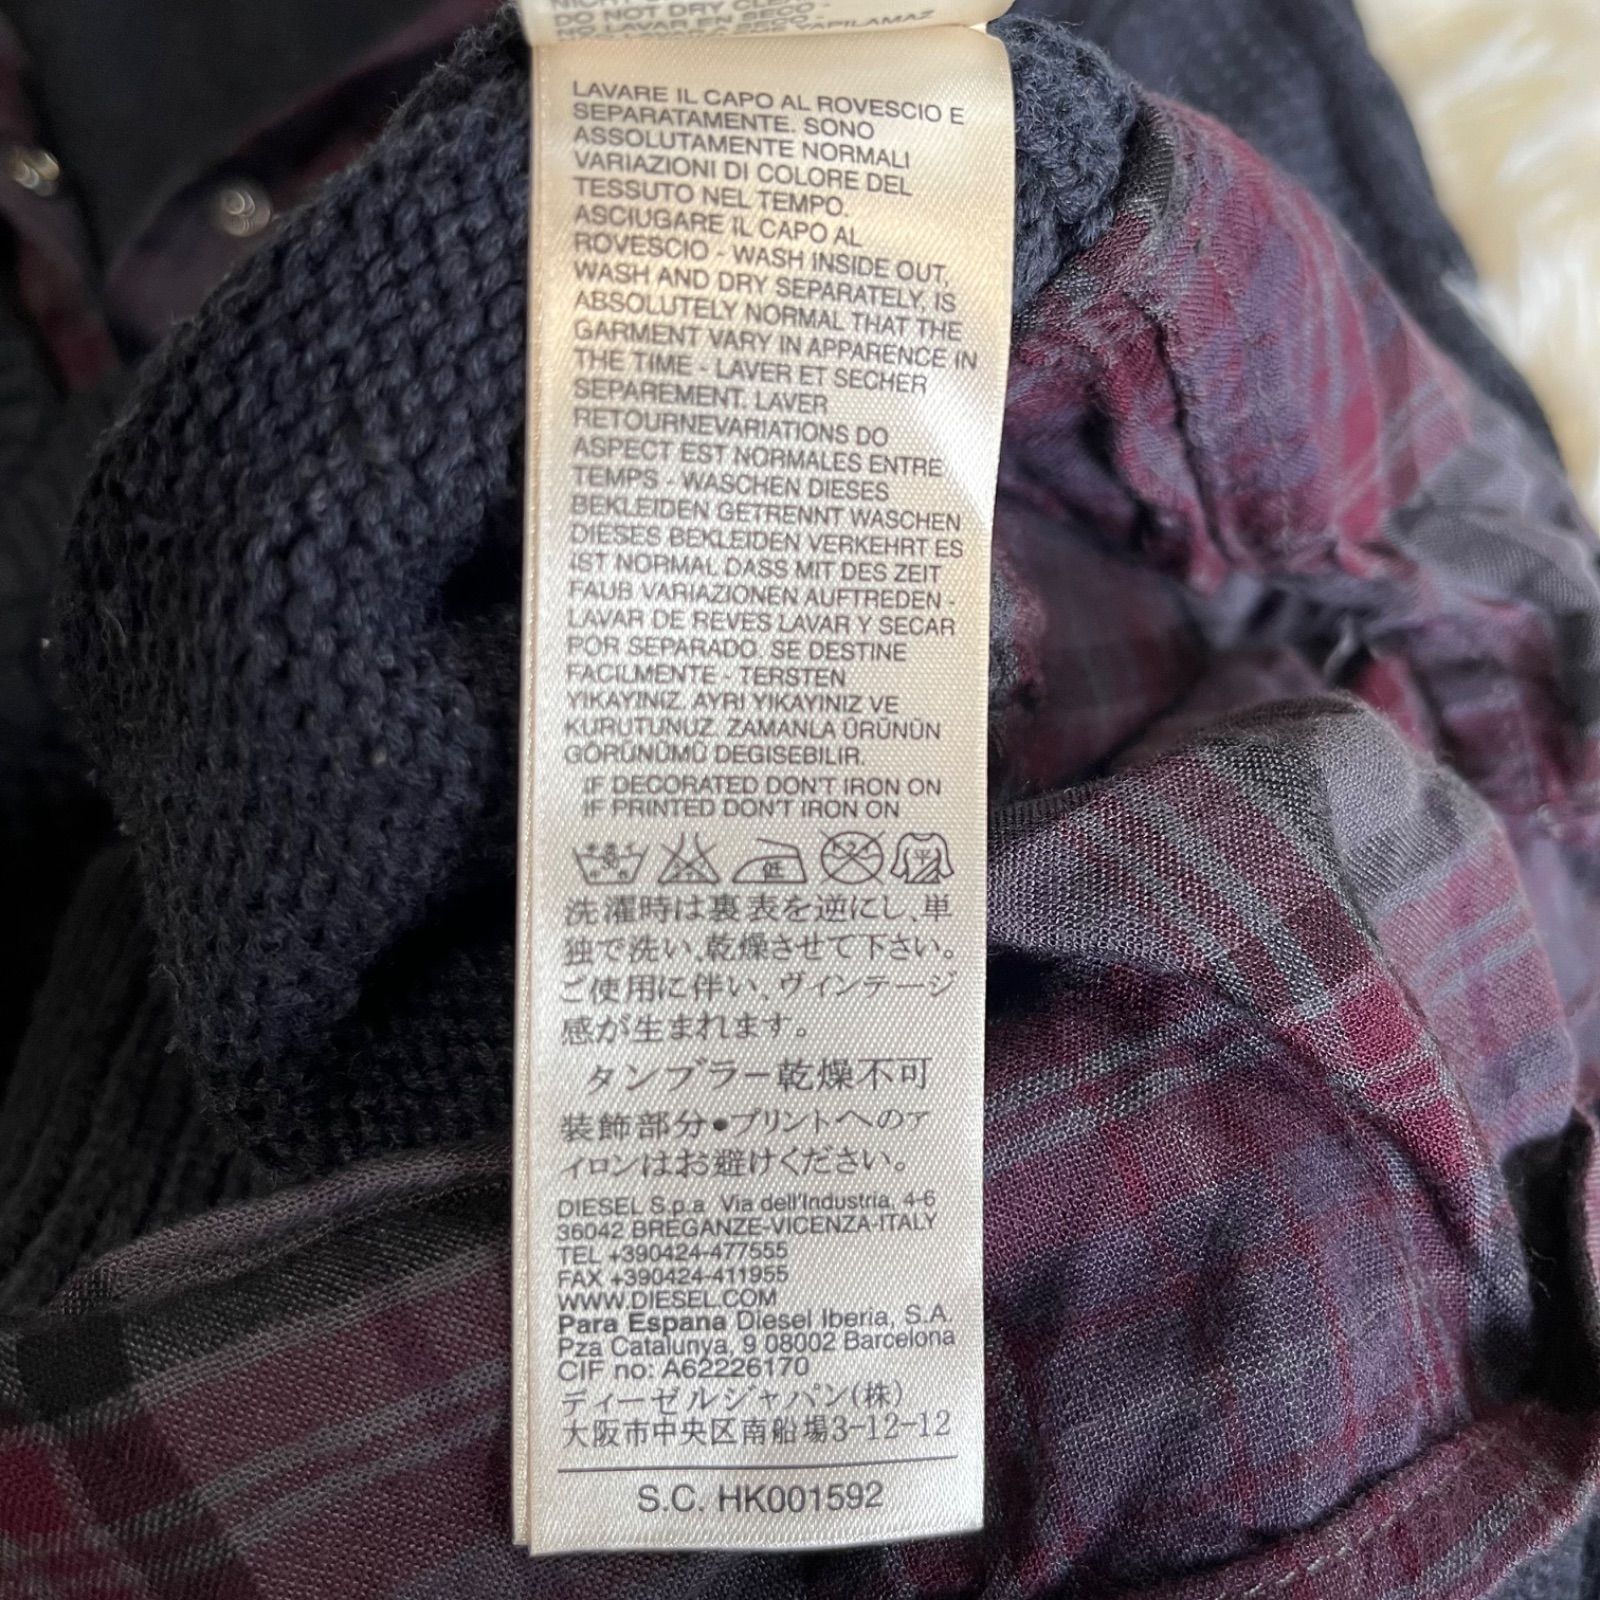 DO NOT DRY CLEAN -
NO LAVAR EN SECO -
LAVARE IL CAPO AL ROVESCIO E
SEPARATAMENTE. SONO
ASSOLUTAMENTE NORMALI
VARIAZIONI DI COLORE DEL
TESSUTO NEL TEMPO.
ASCIUGARE IL CAPO AL
ROVESCIO - WASH INSIDE OUT,
WASH AND DRY SEPARATELY, IS
ABSOLUTELY NORMAL THAT THE
GARMENT VARY IN APPARENCE IN
THE TIME - LAVER ET SECHER
SEPAREMENT. LAVER
RETOURNEVARIATIONS DO
ASPECT EST NORMALES ENTRE
TEMPS - WASCHEN DIESES
BEKLEIDEN GETRENNT WASCHEN
DIESES BEKLEIDEN VERKEHRT ES
IST NORMAL DASS MIT DES ZEIT
FAUB VARIAZIONEN AUFTREDEN -
LAVAR DE REVES LAVAR Y SECAR
POR SEPARADO. SE DESTINE
FACILMENTE - TERSTEN
YIKAYINIZ. AYRI YIKAYINIZ VE
KURUTUNUZ. ZAMANLA ÜRÜNÜN
GÖRÜNÜMÜ DEGISEBILIR.
IF DECORATED DON'T IRON ON
IF PRINTED DON'T IRON ON
低 平
洗濯時は裏表を逆にし、単
独で洗い、乾燥させて下さい。
ご使用に伴い、ヴィンテージ
感が生まれます。
タンブラー乾燥不可
装飾部分●プリントへのア
イロンはお避けください。
DIESEL S.p.a Via dell'Industria, 4-6
36042 BREGANZE-VICENZA-ITALY
TEL +390424-477555
FAX +390424-411955
WWW.DIESEL.COM
Para Espana Diesel Iberia, S.A.
Pza Catalunya, 9 08002 Barcelona
CIF no: A62226170
ディーゼルジャパン(株)
大阪市中央区南船場3-12-12
S.C. HK001592